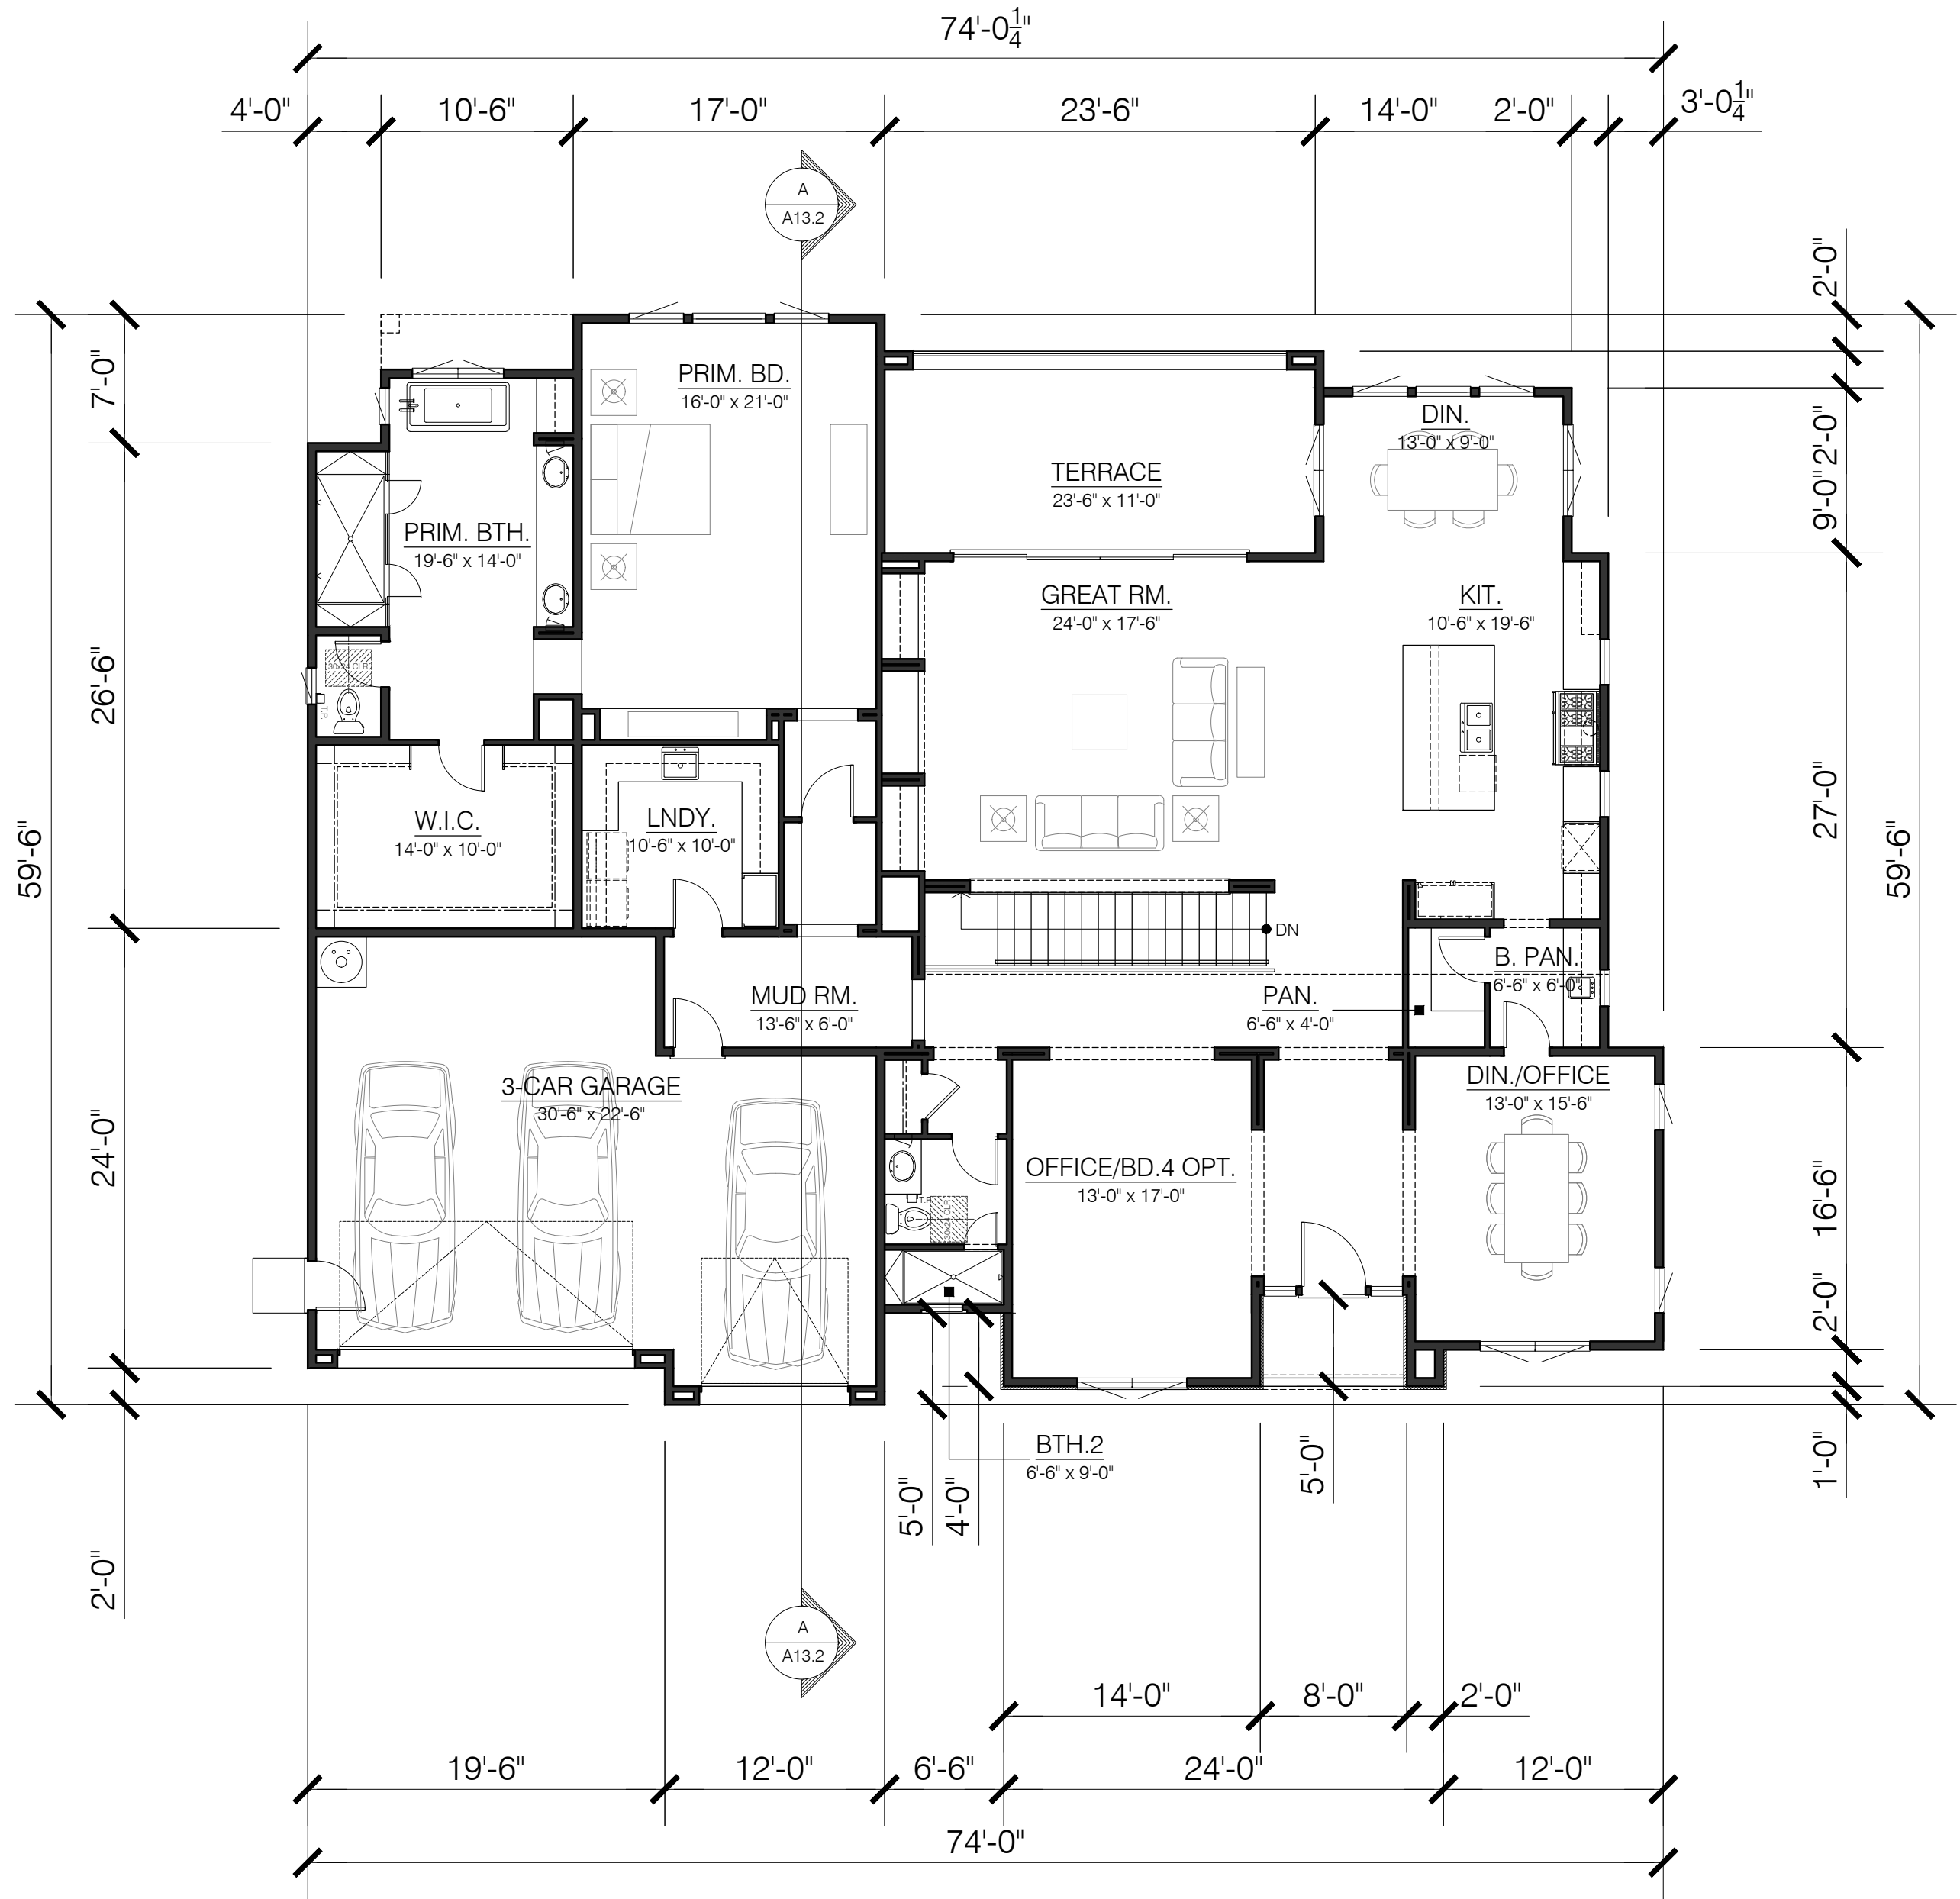 74'-0 1/4"
4'-0"
10'-6"
17'-0"
23'-6"
14'-0"
2'-0"
3'-0 1/4"
A
A13.2
2'-0"
7'-0"
PRIM. BD.
16'-0" x 21'-0"
2'-0"
DIN.
13'-0" x 9'-0"
TERRACE
23'-6" x 11'-0"
9'-0"
PRIM. BTH.
19'-6" x 14'-0"
GREAT RM.
24'-0" x 17'-6"
KIT.
10'-6" x 19'-6"
30x24 CLR
T.P.
26'-6"
59'-6"
W.I.C.
14'-0" x 10'-0"
LNDY.
10'-6" x 10'-0"
27'-0"
59'-6"
DN
B. PAN.
6'-6" x 6'-0"
MUD RM.
13'-6" x 6'-0"
PAN.
6'-6" x 4'-0"
3-CAR GARAGE
30'-6" x 22'-6"
DIN./OFFICE
13'-0" x 15'-6"
24'-0"
OFFICE/BD.4 OPT.
13'-0" x 17'-0"
16'-6"
T.P.
30x24 CLR
2'-0"
BTH.2
6'-6" x 9'-0"
5'-0"
1'-0"
5'-0"
4'-0"
2'-0"
A
A13.2
14'-0"
8'-0"
2'-0"
19'-6"
12'-0"
6'-6"
24'-0"
12'-0"
74'-0"